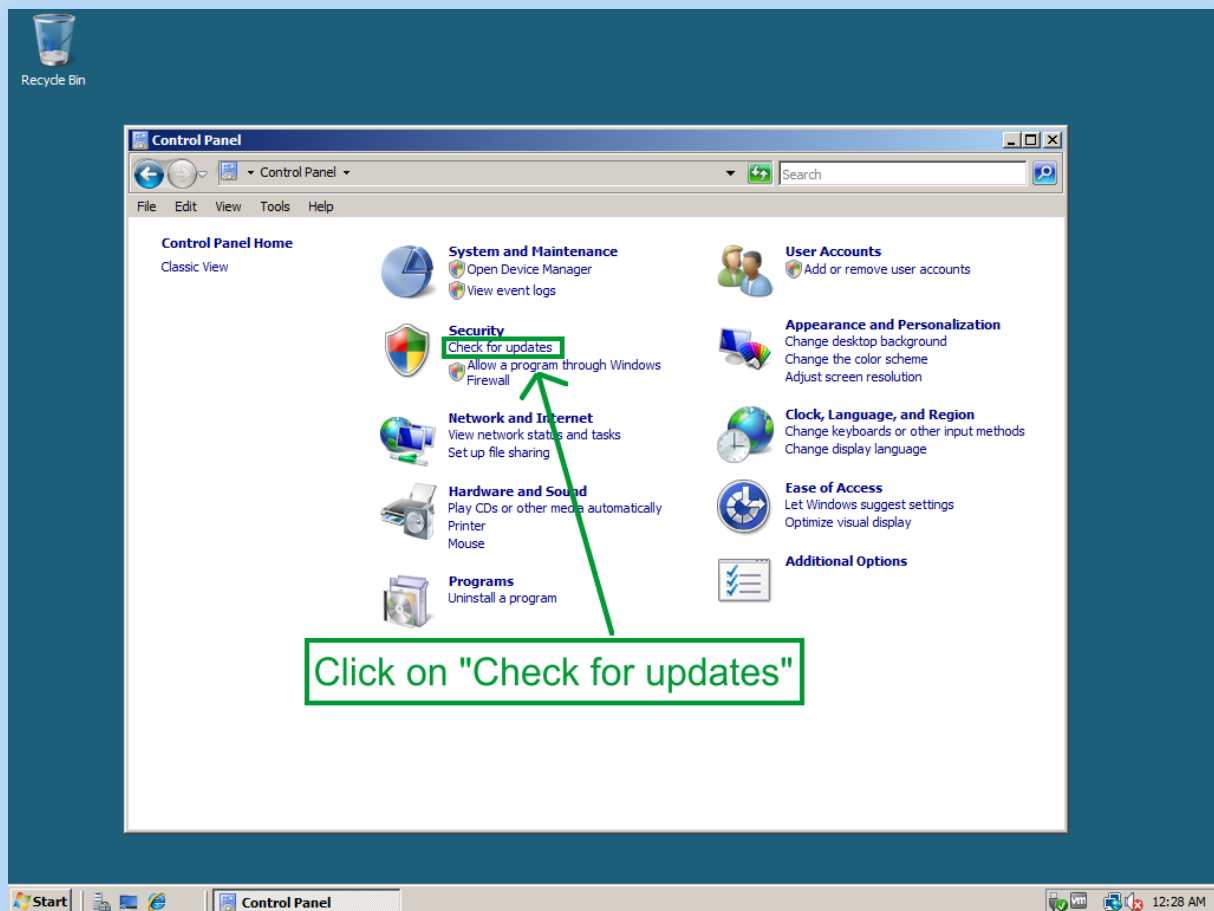 Recycle Bin
Control Panel
Control Panel
Search
File Edit View Tools Help
Control Panel Home
Classic View
System and Maintenance
Open Device Manager
View event logs
Security
Check for updates
Allow a program through Windows
Firewall
Network and Internet
View network status and tasks
Set up file sharing
Hardware and Sound
Play CDs or other media automatically
Printer
Mouse
Programs
Uninstall a program
User Accounts
Add or remove user accounts
Appearance and Personalization
Change desktop background
Change the color scheme
Adjust screen resolution
Clock, Language, and Region
Change keyboards or other input methods
Change display language
Ease of Access
Let Windows suggest settings
Optimize visual display
Additional Options
Click on "Check for updates"
Start
Control Panel
vm
12:28 AM